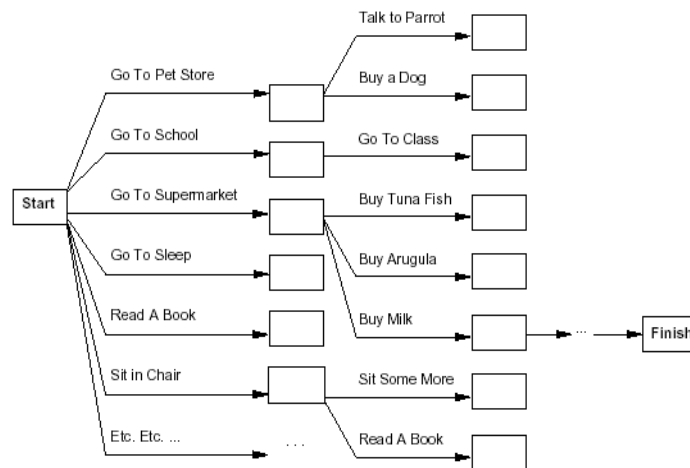 Talk to Parrot
Go To Pet Store
Buy a Dog
Go To School
Go To Class
Start
Go To Supermarket
Buy Tuna Fish
Go To Sleep
Buy Arugula
Read A Book
Buy Milk
...
Finish
Sit in Chair
Sit Some More
Etc. Etc. ...
. . .
Read A Book